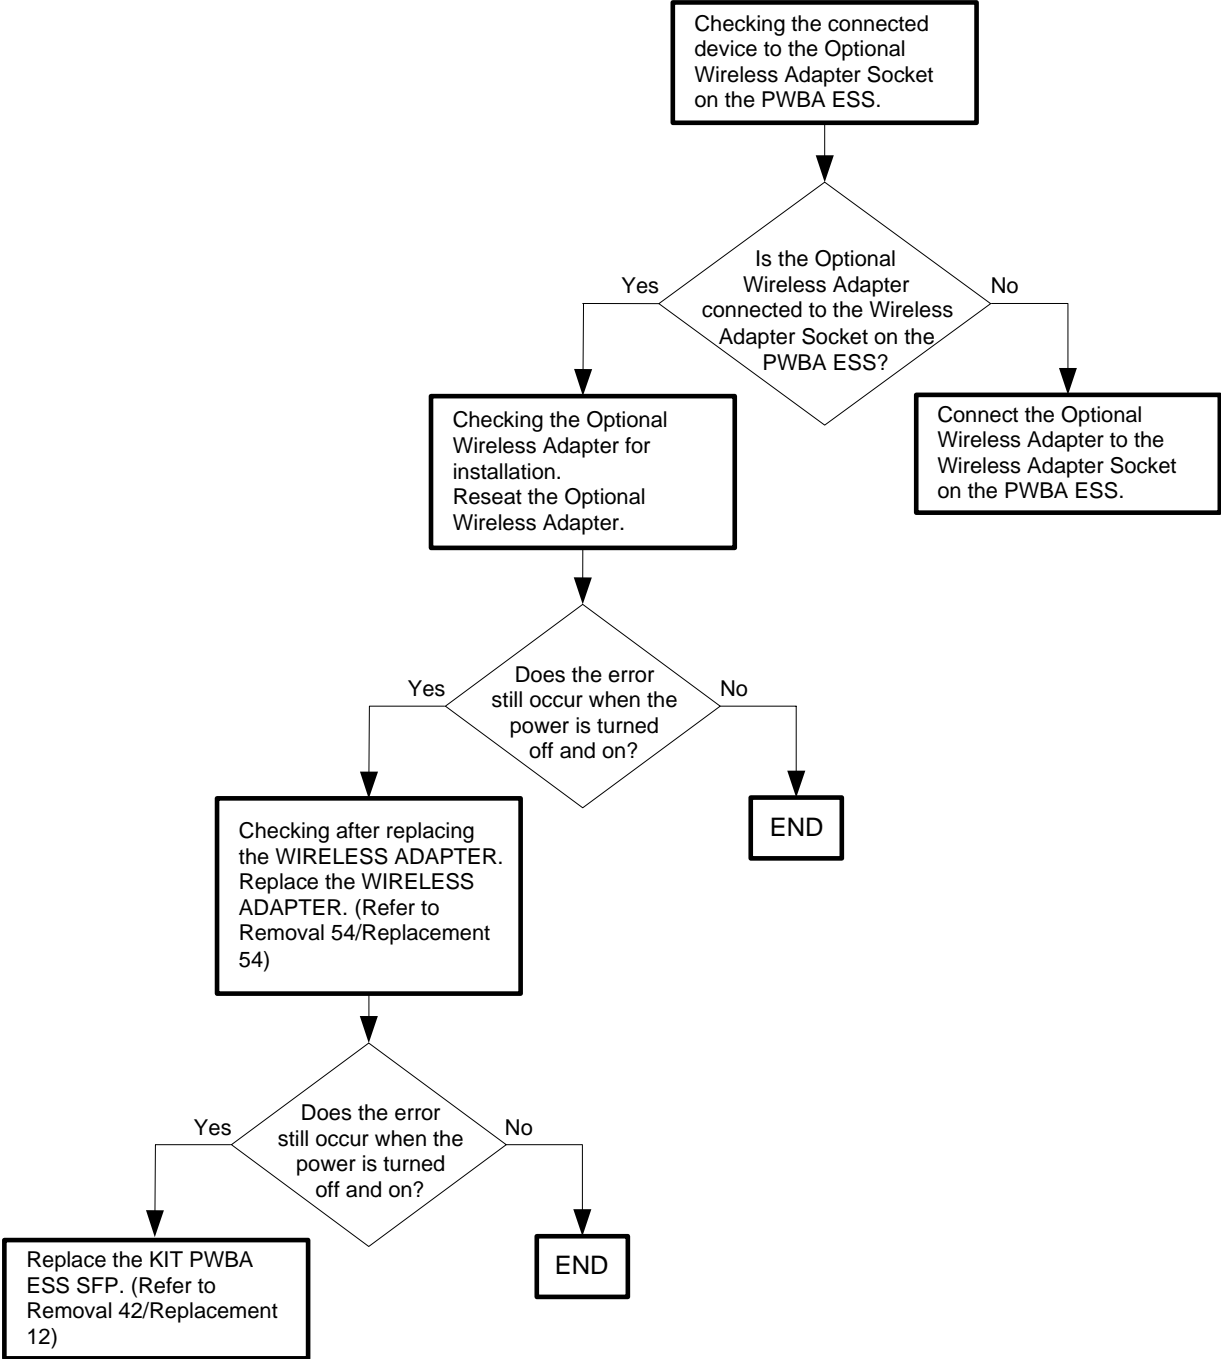 Checking the connected
device to the Optional
Wireless Adapter Socket
on the PWBA ESS.
Is the Optional
Wireless Adapter
connected to the Wireless
Adapter Socket on the
PWBA ESS?
Yes
No
Checking the Optional
Wireless Adapter for
installation.
Reseat the Optional
Wireless Adapter.
Connect the Optional
Wireless Adapter to the
Wireless Adapter Socket
on the PWBA ESS.
Does the error
still occur when the
power is turned
off and on?
Yes
No
Checking after replacing
the WIRELESS ADAPTER.
Replace the WIRELESS
ADAPTER. (Refer to
Removal 54/Replacement
54)
END
Does the error
still occur when the
power is turned
off and on?
Yes
No
Replace the KIT PWBA
ESS SFP. (Refer to
Removal 42/Replacement
12)
END